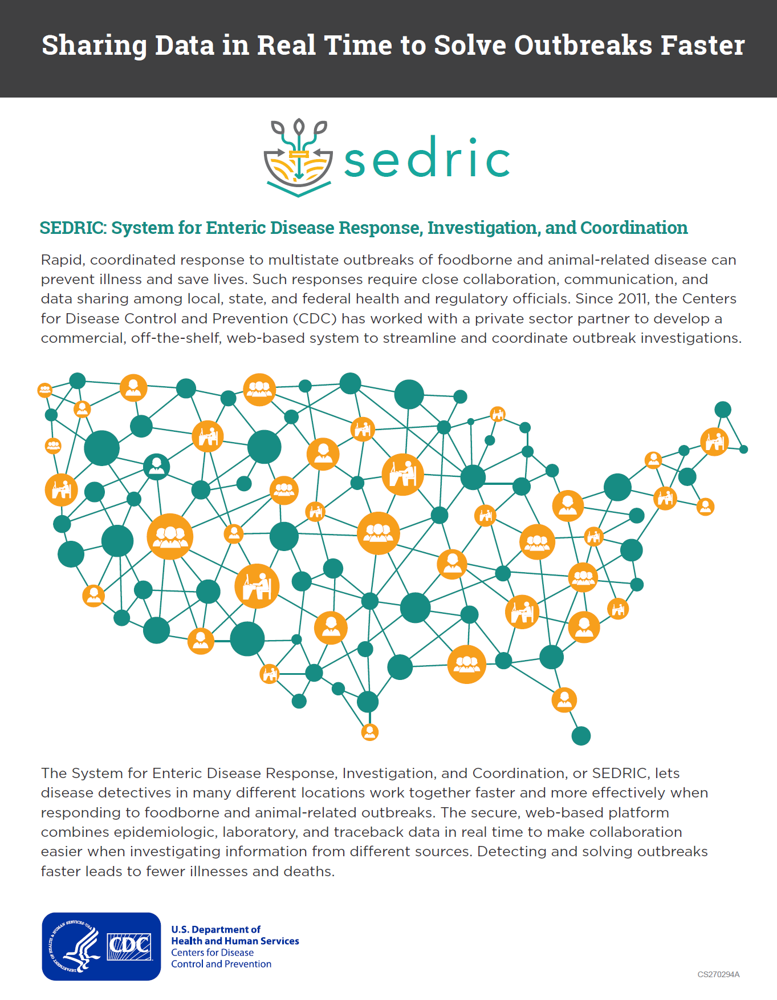 Sharing Data in Real Time to Solve Outbreaks Faster
sedric
SEDRIC: System for Enteric Disease Response, Investigation, and Coordination
Rapid, coordinated response to multistate outbreaks of foodborne and animal-related disease can
prevent illness and save lives. Such responses require close collaboration, communication, and
data sharing among local, state, and federal health and regulatory officials. Since 2011, the Centers
for Disease Control and Prevention (CDC) has worked with a private sector partner to develop a
commercial, off-the-shelf, web-based system to streamline and coordinate outbreak investigations.
The System for Enteric Disease Response, Investigation, and Coordination, or SEDRIC, lets
disease detectives in many different locations work together faster and more effectively when
responding to foodborne and animal-related outbreaks. The secure, web-based platform
combines epidemiologic, laboratory, and traceback data in real time to make collaboration
easier when investigating information from different sources. Detecting and solving outbreaks
faster leads to fewer illnesses and deaths.
DEPARTMENT OF HEALTH & HUMAN SERVICES·USA
CDC
U.S. Department of
Health and Human Services
Centers for Disease
Control and Prevention
CS270294A